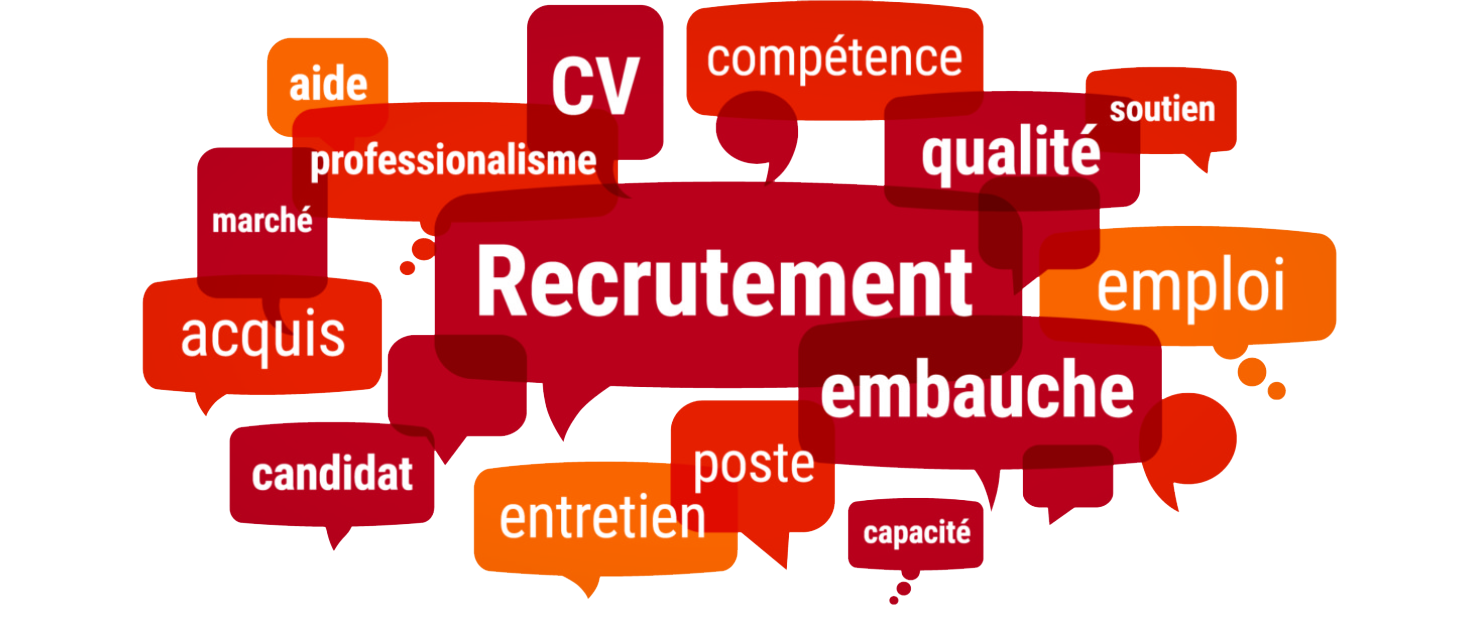 CV
compétence
aide
soutien
professionalisme
qualité
marché
Recrutement
emploi
acquis
embauche
candidat
poste
entretien
capacité